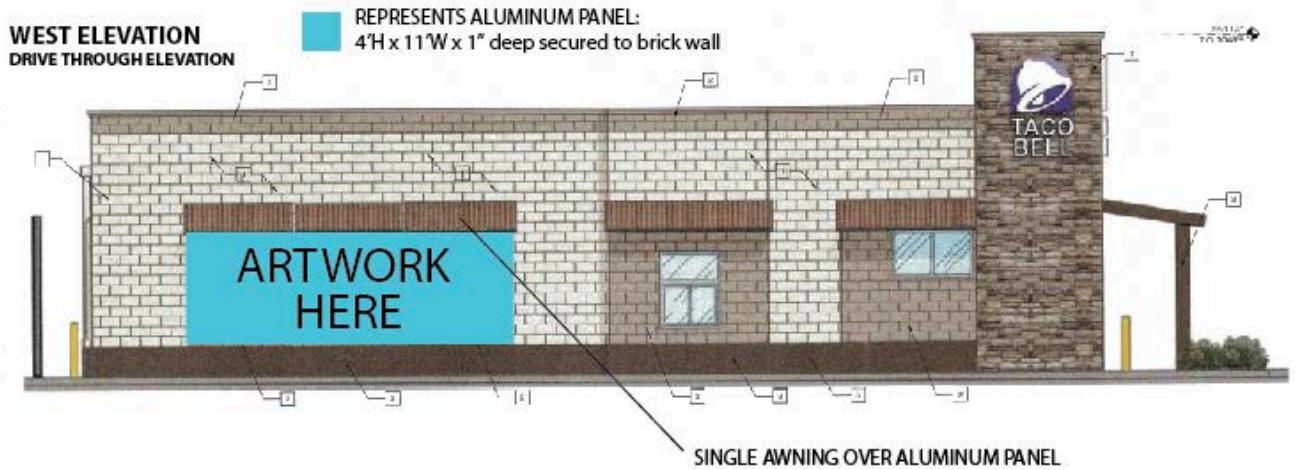 WEST ELEVATION
DRIVE THROUGH ELEVATION
REPRESENTS ALUMINUM PANEL:
4'H x 11'W x 1" deep secured to brick wall
TACO
BELL
ARTWORK
HERE
SINGLE AWNING OVER ALUMINUM PANEL